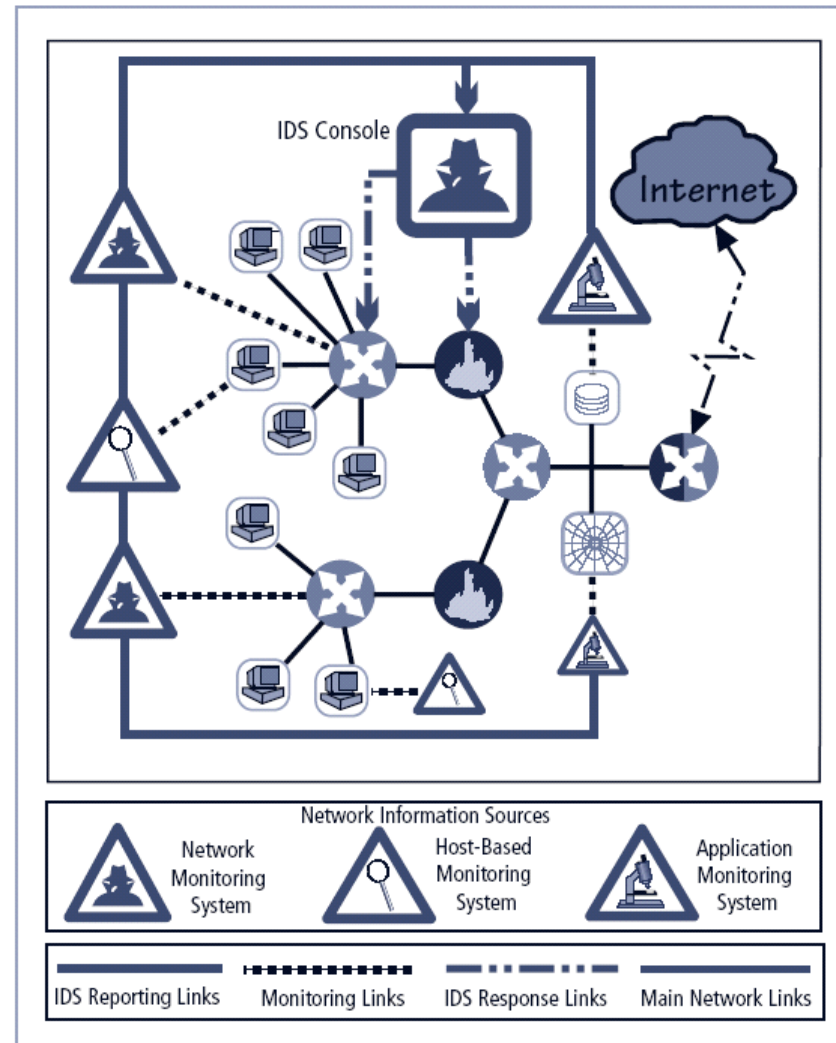 IDS Console
Internet
Network Information Sources
Network
Monitoring
System
Host-Based
Monitoring
System
Application
Monitoring
System
IDS Reporting Links
Monitoring Links
IDS Response Links
Main Network Links